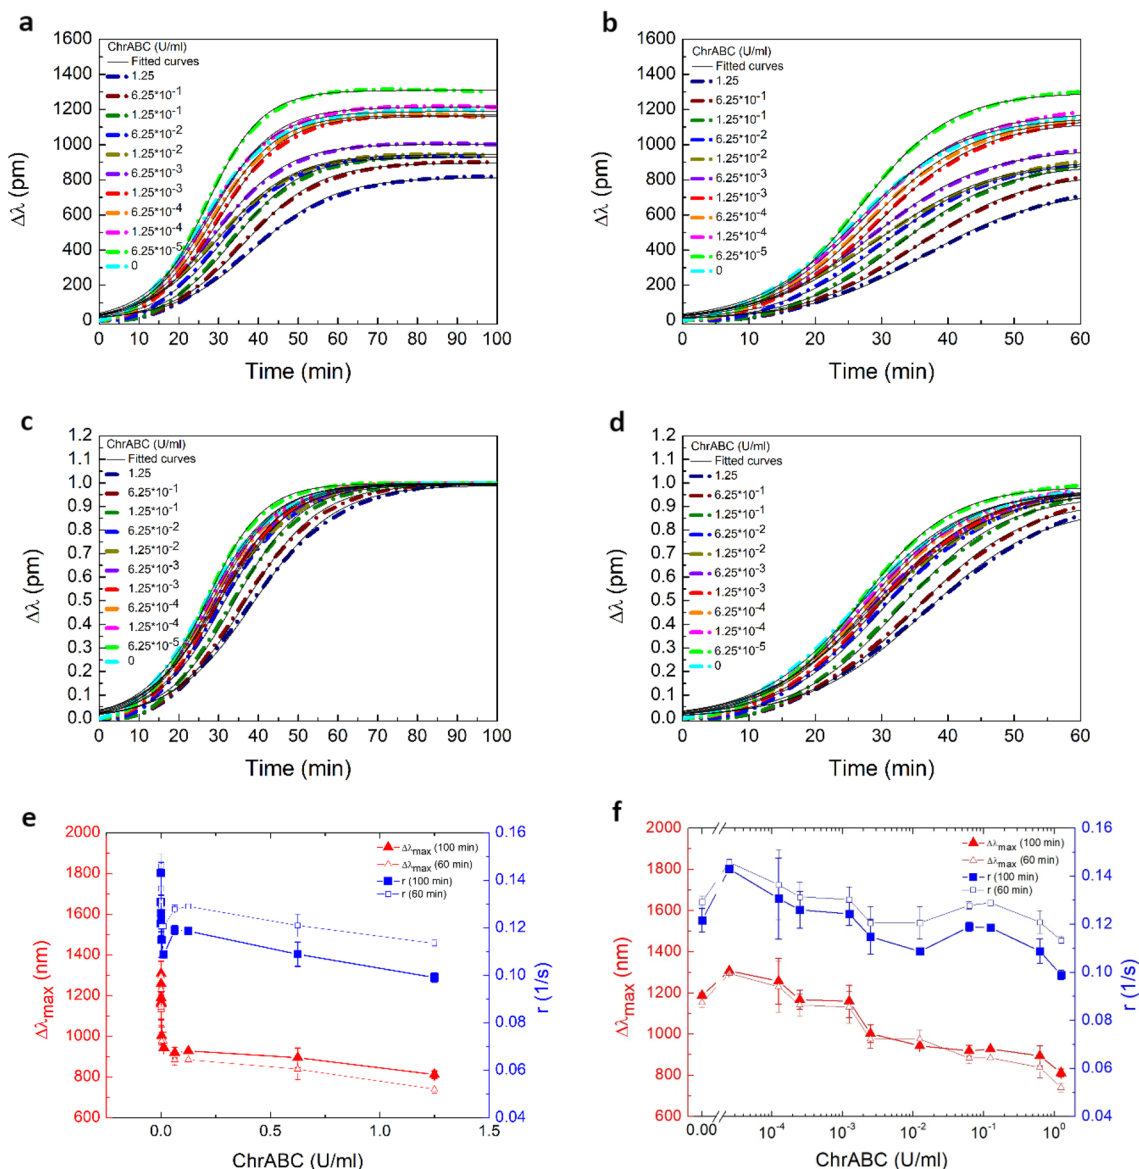 a
1600
1400
1200
1000
800
600
400
200
0
Δλ (pm)
ChrABC (U/ml)
Fitted curves
1.25
6.25*10-1
1.25*10-1
6.25*10-2
1.25*10-2
6.25*10-3
1.25*10-3
6.25*10-4
1.25*10-4
6.25*10-5
0
0 10 20 30 40 50 60 70 80 90 100
Time (min)
b
1600
1400
1200
1000
800
600
400
200
0
Δλ (pm)
ChrABC (U/ml)
Fitted curves
1.25
6.25*10-1
1.25*10-1
6.25*10-2
1.25*10-2
6.25*10-3
1.25*10-3
6.25*10-4
1.25*10-4
6.25*10-5
0
0 10 20 30 40 50 60
Time (min)
c
1.2
1.1
1.0
0.9
0.8
0.7
0.6
0.5
0.4
0.3
0.2
0.1
0.0
Δλ (pm)
ChrABC (U/ml)
Fitted curves
1.25
6.25*10-1
1.25*10-1
6.25*10-2
1.25*10-2
6.25*10-3
1.25*10-3
6.25*10-4
1.25*10-4
6.25*10-5
0
0 10 20 30 40 50 60 70 80 90 100
Time (min)
d
1.2
1.1
1.0
0.9
0.8
0.7
0.6
0.5
0.4
0.3
0.2
0.1
0.0
Δλ (pm)
ChrABC (U/ml)
Fitted curves
1.25
6.25*10-1
1.25*10-1
6.25*10-2
1.25*10-2
6.25*10-3
1.25*10-3
6.25*10-4
1.25*10-4
6.25*10-5
0
0 10 20 30 40 50 60
Time (min)
e
2000
1800
1600
1400
1200
1000
800
600
Δλmax (nm)
Δλmax (100 min)
Δλmax (60 min)
r (100 min)
r (60 min)
0.16
0.14
0.12
0.10
0.08
0.06
0.04
r (1/s)
0.0 0.5 1.0 1.5
ChrABC (U/ml)
f
2000
1800
1600
1400
1200
1000
800
600
Δλmax (nm)
Δλmax (100 min)
Δλmax (60 min)
r (100 min)
r (60 min)
0.16
0.14
0.12
0.10
0.08
0.06
0.04
r (1/s)
0.00 10-4 10-3 10-2 10-1 100
ChrABC (U/ml)